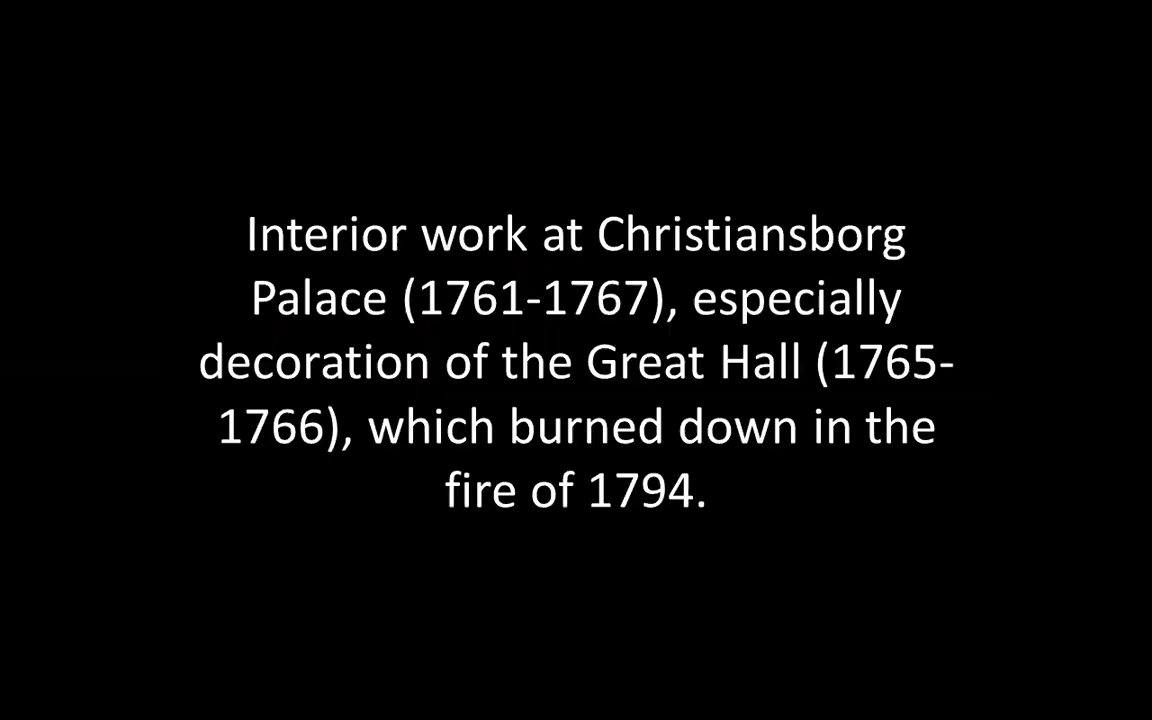 Interior work at Christiansborg
Palace (1761-1767), especially
decoration of the Great Hall (1765-
1766), which burned down in the
fire of 1794.